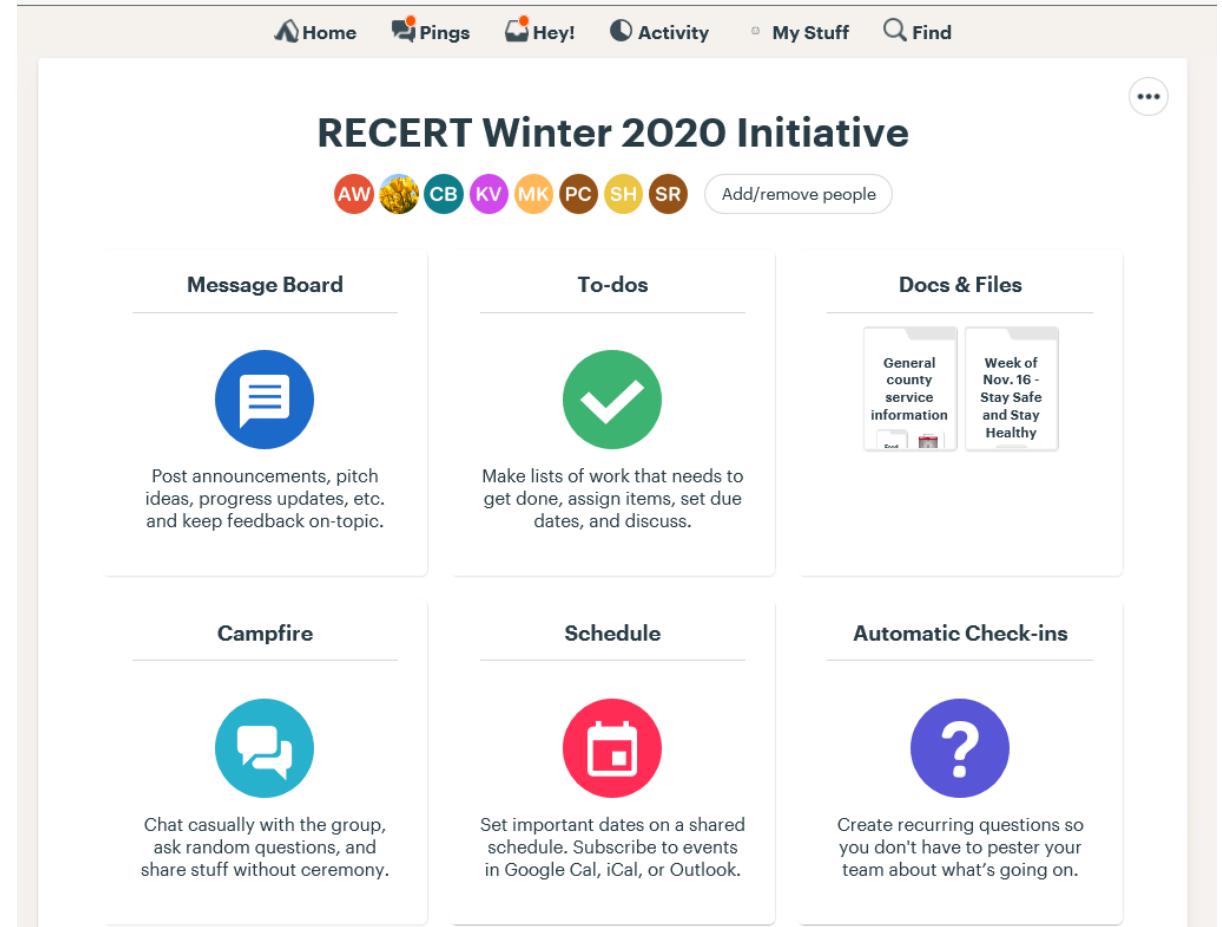 Home Pings Hey! Activity My Stuff Find
RECERT Winter 2020 Initiative
AW CB KV MK PC SH SR Add/remove people
Message Board
Post announcements, pitch
ideas, progress updates, etc.
and keep feedback on-topic.
To-dos
Make lists of work that needs to
get done, assign items, set due
dates, and discuss.
Docs & Files
General
county
service
information
Week of
Nov. 16 -
Stay Safe
and Stay
Healthy
Campfire
Chat casually with the group,
ask random questions, and
share stuff without ceremony.
Schedule
Set important dates on a shared
schedule. Subscribe to events
in Google Cal, iCal, or Outlook.
Automatic Check-ins
?
Create recurring questions so
you don't have to pester your
team about what’s going on.